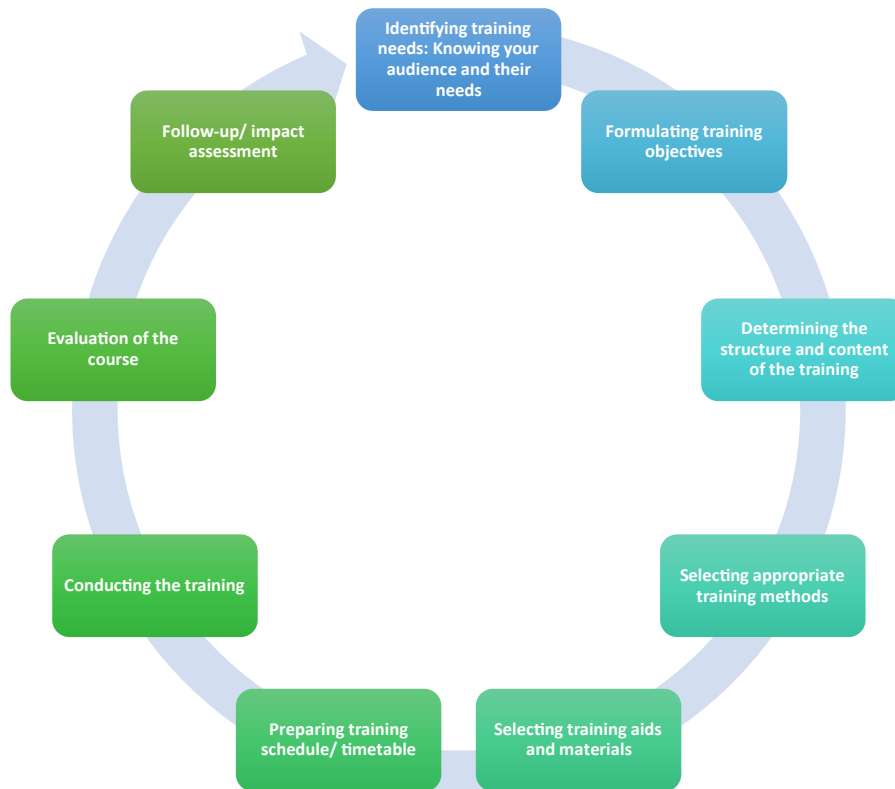 Identifying training
needs: Knowing your
audience and their
needs
Formulating training
objectives
Determining the
structure and content
of the training
Selecting appropriate
training methods
Selecting training aids
and materials
Preparing training
schedule/ timetable
Conducting the training
Evaluation of the
course
Follow-up/ impact
assessment